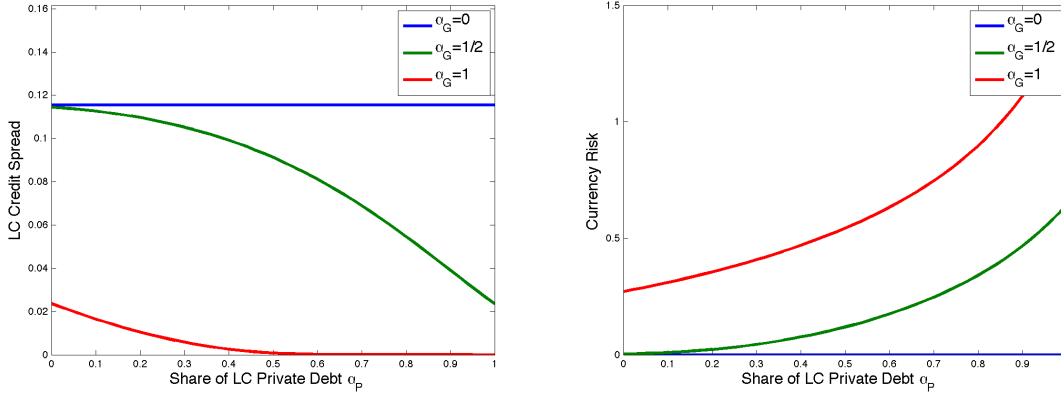 0.16
0.14
0.12
0.1
0.08
0.06
0.04
0.02
0
LC Credit Spread
α_G=0
α_G=1/2
α_G=1
0 0.1 0.2 0.3 0.4 0.5 0.6 0.7 0.8 0.9 1
Share of LC Private Debt α_P
1.5
1
0.5
0
Currency Risk
α_G=0
α_G=1/2
α_G=1
0 0.1 0.2 0.3 0.4 0.5 0.6 0.7 0.8 0.9
Share of LC Private Debt α_P